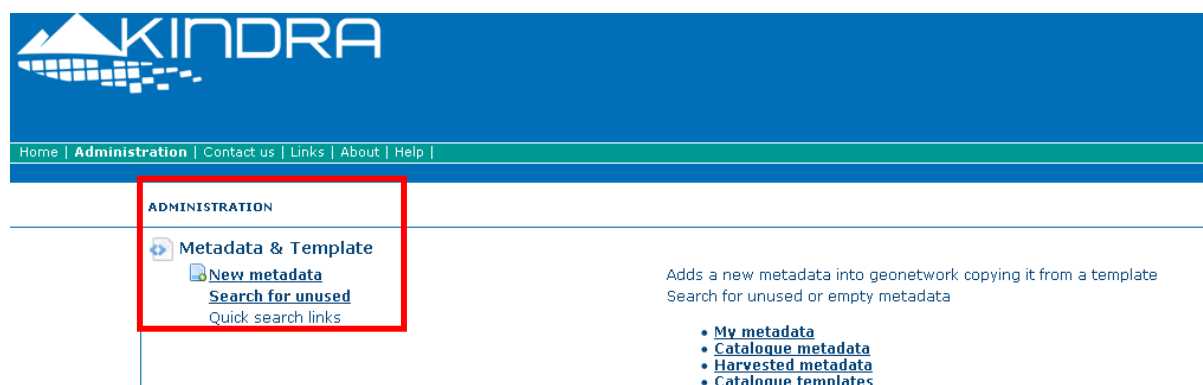 KINDRA
Home | Administration | Contact us | Links | About | Help |
ADMINISTRATION
Metadata & Template
New metadata
Adds a new metadata into geonetwork copying it from a template
Search for unused
Search for unused or empty metadata
Quick search links
• My metadata
• Catalogue metadata
• Harvested metadata
• Catalogue templates